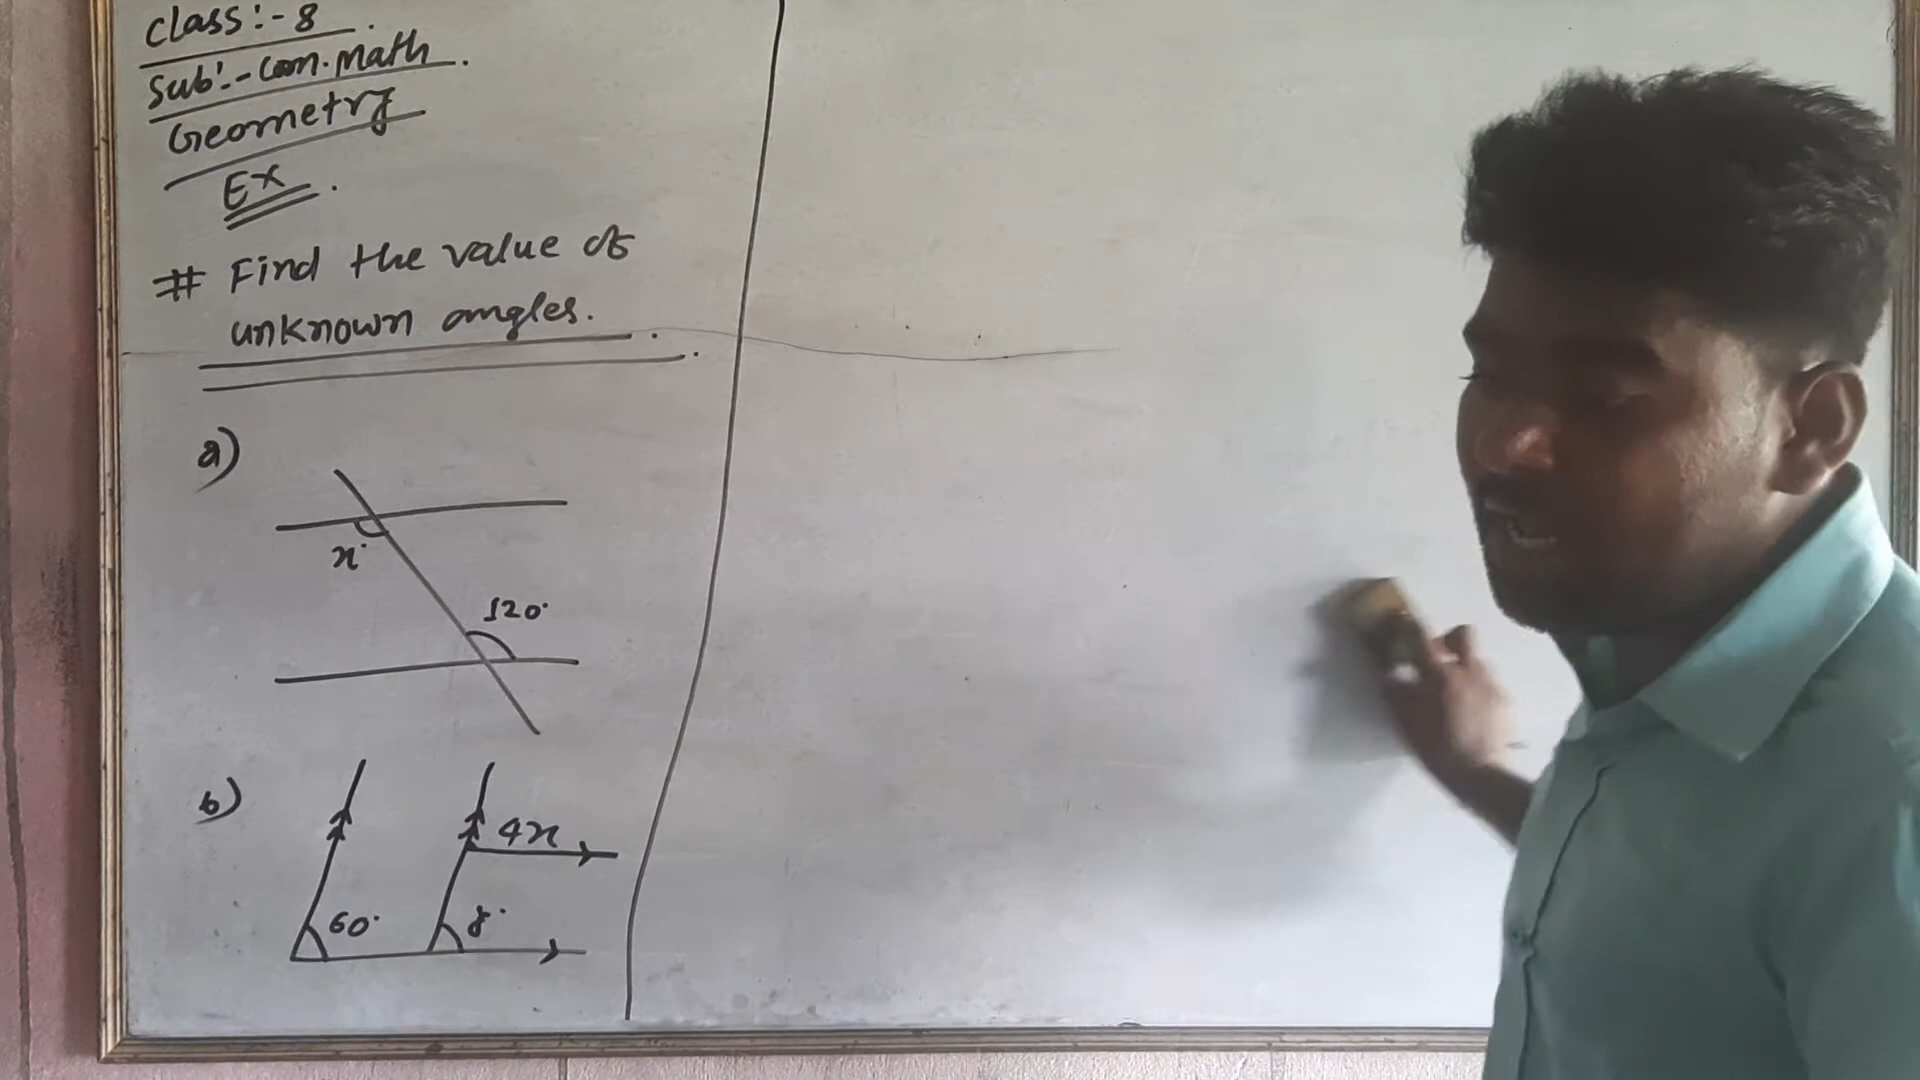 Class:- 8
Sub:- Com. Math
Geometry
Ex
# Find the value of
unknown angles.
a)
x°
120°
b)
4x
60°
y°